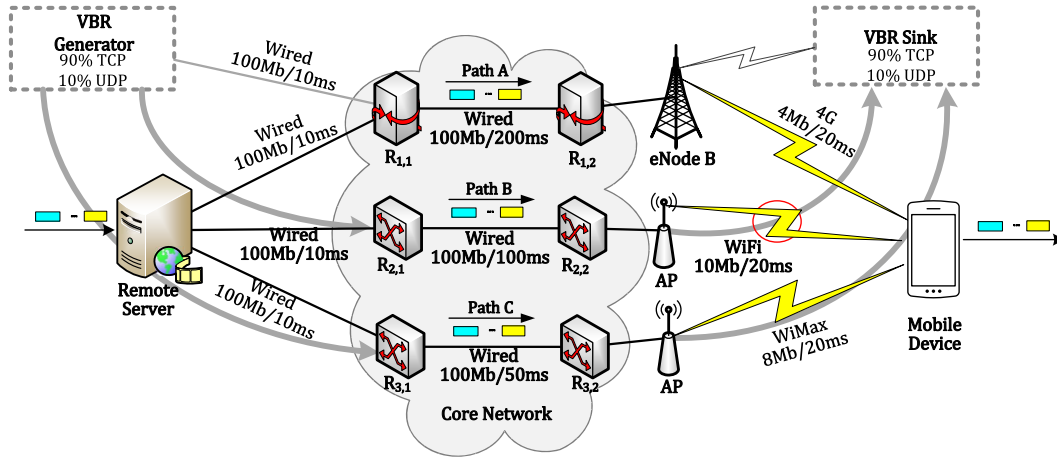 VBR
Generator
90% TCP
10% UDP
VBR Sink
90% TCP
10% UDP
Wired
100Mb/10ms
Path A
Wired
100Mb/200ms
R1,1
R1,2
eNode B
4G
4Mb/20ms
Wired
100Mb/10ms
Path B
Wired
100Mb/10ms
Wired
100Mb/100ms
R2,1
R2,2
AP
WiFi
10Mb/20ms
Remote
Server
Wired
100Mb/10ms
Path C
Wired
100Mb/50ms
R3,1
R3,2
AP
WiMax
8Mb/20ms
Mobile
Device
Core Network